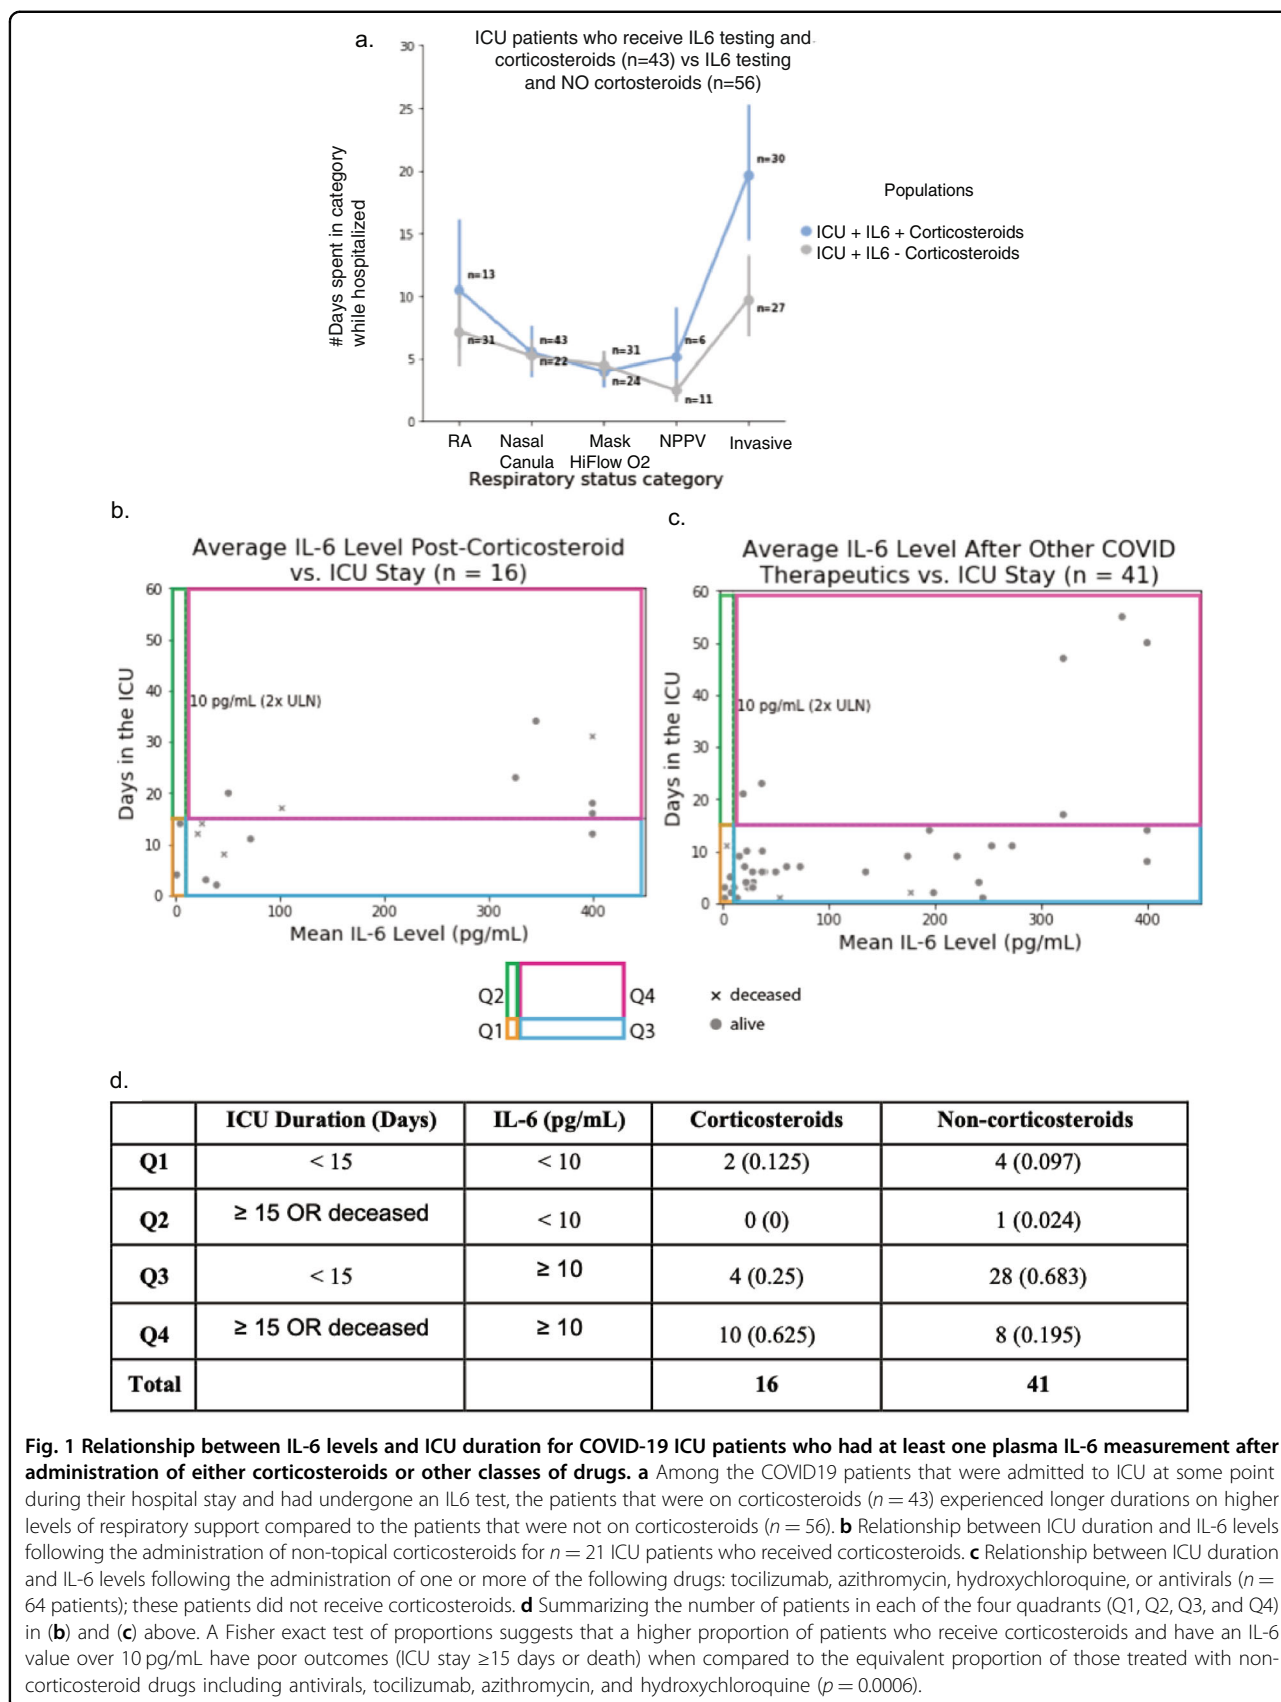 a.
ICU patients who receive IL6 testing and
corticosteroids (n=43) vs IL6 testing
and NO cortosteroids (n=56)
#Days spent in category
while hospitalized
30
25
20
15
10
5
0
n=13
n=31
n=43
n=22
n=31
n=24
n=6
n=11
n=30
n=27
Populations
ICU + IL6 + Corticosteroids
ICU + IL6 - Corticosteroids
RA
Nasal
Canula
Mask
HiFlow O2
NPPV
Invasive
Respiratory status category
b.
Average IL-6 Level Post-Corticosteroid
vs. ICU Stay (n = 16)
Days in the ICU
60
50
40
30
20
10
0
10 pg/mL (2x ULN)
0 100 200 300 400
Mean IL-6 Level (pg/mL)
c.
Average IL-6 Level After Other COVID
Therapeutics vs. ICU Stay (n = 41)
Days in the ICU
60
50
40
30
20
10
0
10 pg/mL (2x ULN)
0 100 200 300 400
Mean IL-6 Level (pg/mL)
Q2 Q4
Q1 Q3
× deceased
alive
d.
ICU Duration (Days) IL-6 (pg/mL) Corticosteroids Non-corticosteroids
Q1 < 15 < 10 2 (0.125) 4 (0.097)
Q2 ≥ 15 OR deceased < 10 0 (0) 1 (0.024)
Q3 < 15 ≥ 10 4 (0.25) 28 (0.683)
Q4 ≥ 15 OR deceased ≥ 10 10 (0.625) 8 (0.195)
Total 16 41
Fig. 1 Relationship between IL-6 levels and ICU duration for COVID-19 ICU patients who had at least one plasma IL-6 measurement after
administration of either corticosteroids or other classes of drugs. a Among the COVID19 patients that were admitted to ICU at some point
during their hospital stay and had undergone an IL6 test, the patients that were on corticosteroids (n = 43) experienced longer durations on higher
levels of respiratory support compared to the patients that were not on corticosteroids (n = 56). b Relationship between ICU duration and IL-6 levels
following the administration of non-topical corticosteroids for n = 21 ICU patients who received corticosteroids. c Relationship between ICU duration
and IL-6 levels following the administration of one or more of the following drugs: tocilizumab, azithromycin, hydroxychloroquine, or antivirals (n =
64 patients); these patients did not receive corticosteroids. d Summarizing the number of patients in each of the four quadrants (Q1, Q2, Q3, and Q4)
in (b) and (c) above. A Fisher exact test of proportions suggests that a higher proportion of patients who receive corticosteroids and have an IL-6
value over 10 pg/mL have poor outcomes (ICU stay ≥15 days or death) when compared to the equivalent proportion of those treated with non-
corticosteroid drugs including antivirals, tocilizumab, azithromycin, and hydroxychloroquine (p = 0.0006).